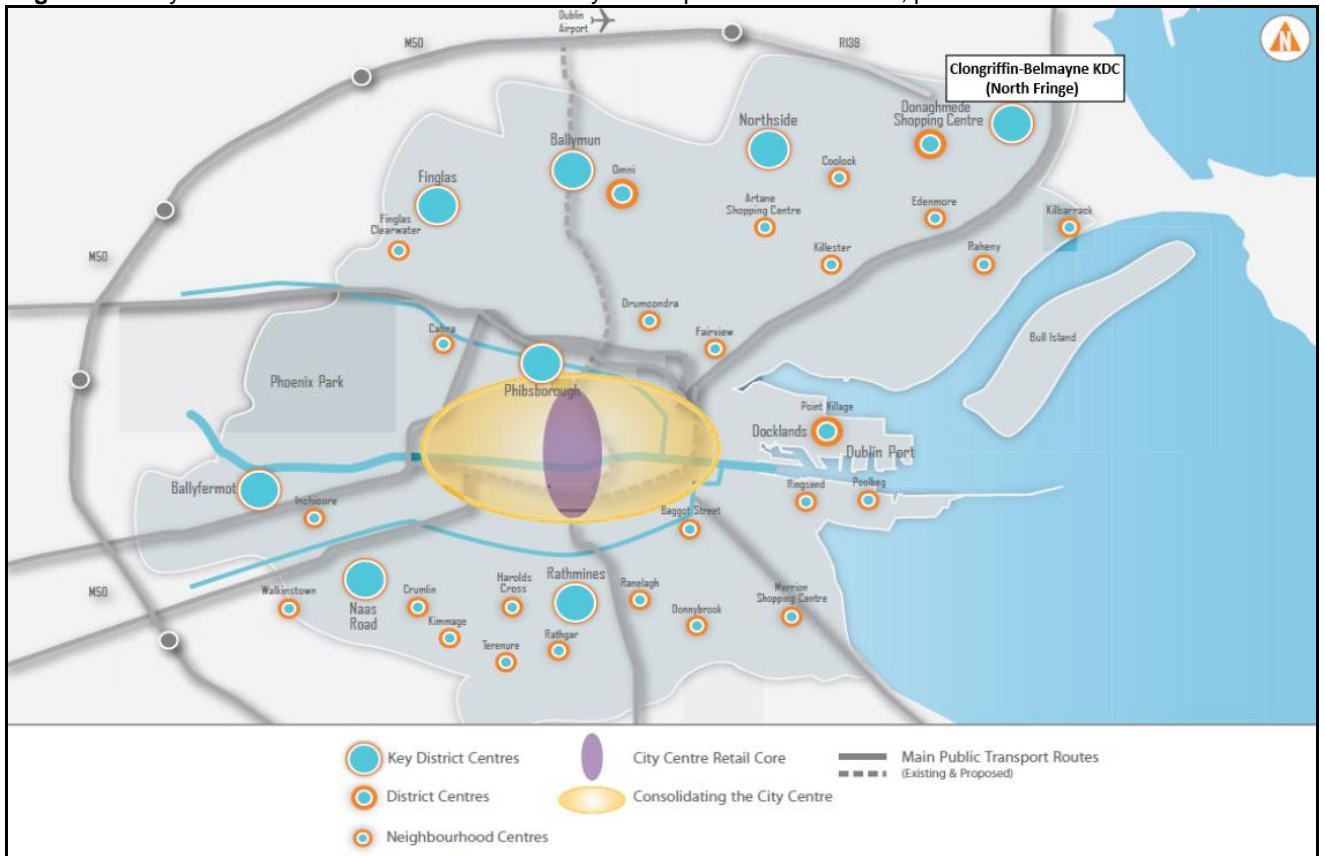 Dublin
Airport
M50
R139
N
Clongriffin-Belmayne KDC
(North Fringe)
Donaghmede
Shopping Centre
Northside
Ballymun
Omni
Coolock
Finglas
Artane
Shopping Centre
Edenmore
Kilbarrack
Finglas
Clearwater
M50
Killester
Raheny
Drumcondra
Cabra
Fairview
Bull Island
Phoenix Park
Phibsborough
Point Village
Docklands
Dublin Port
Ballyfermot
Inchicore
Ringsend
Poolbeg
Baggot Street
M50
Walkinstown
Naas
Road
Crumlin
Kimmage
Harolds
Cross
Rathmines
Ranelagh
Donnybrook
Merrion
Shopping Centre
Terenure
Rathgar
Key District Centres
City Centre Retail Core
Main Public Transport Routes
(Existing & Proposed)
District Centres
Consolidating the City Centre
Neighbourhood Centres